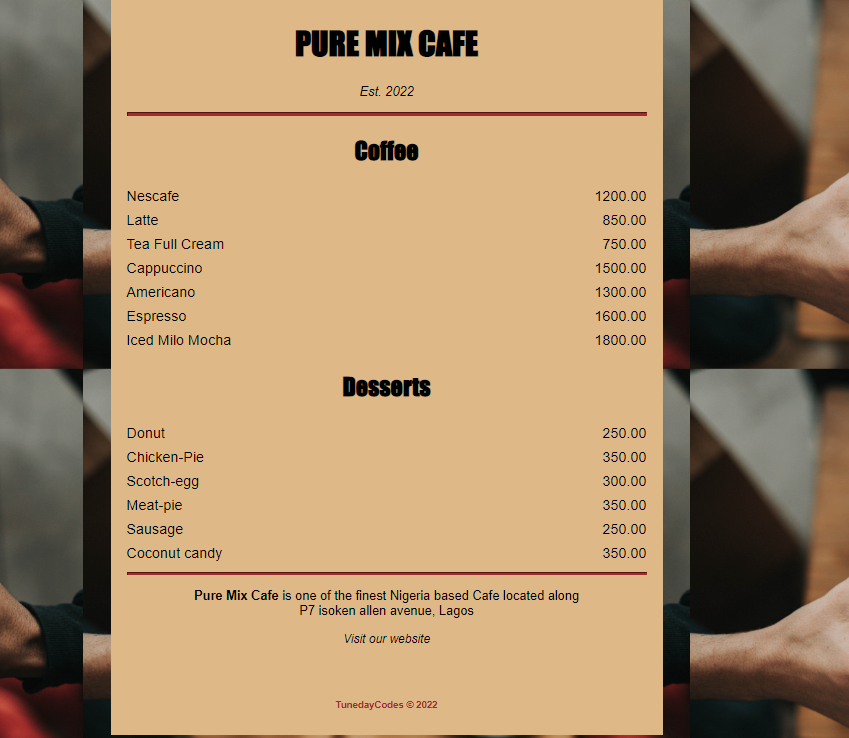 PURE MIX CAFE
Est. 2022
Coffee
Nescafe 1200.00
Latte 850.00
Tea Full Cream 750.00
Cappuccino 1500.00
Americano 1300.00
Espresso 1600.00
Iced Milo Mocha 1800.00
Desserts
Donut 250.00
Chicken-Pie 350.00
Scotch-egg 300.00
Meat-pie 350.00
Sausage 250.00
Coconut candy 350.00
Pure Mix Cafe is one of the finest Nigeria based Cafe located along
P7 isoken allen avenue, Lagos
Visit our website
TunedayCodes © 2022